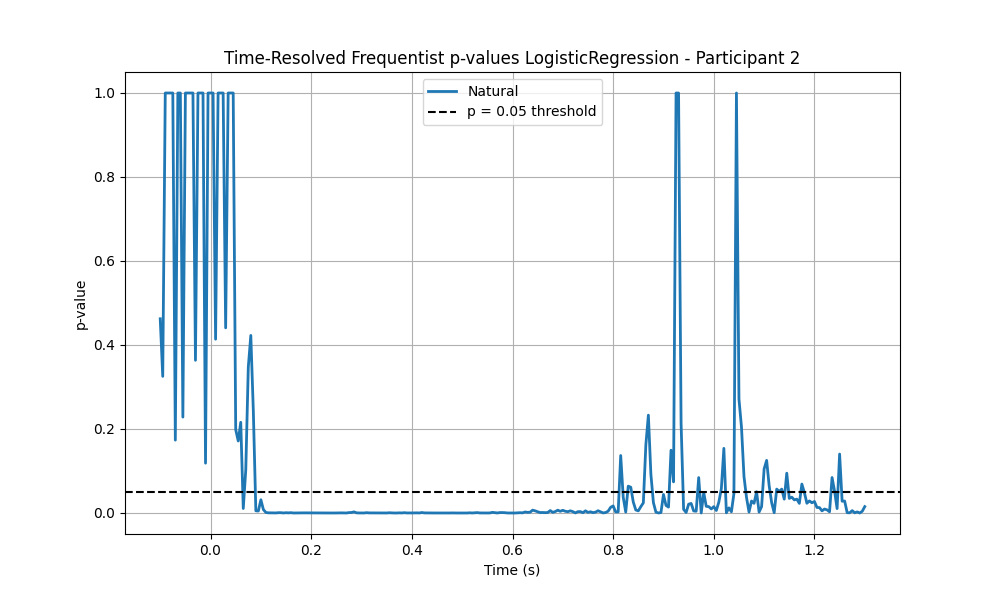 Time-Resolved Frequentist p-values LogisticRegression - Participant 2
Natural
p = 0.05 threshold
p-value
1.0
0.8
0.6
0.4
0.2
0.0
0.0
0.2
0.4
0.6
0.8
1.0
1.2
Time (s)